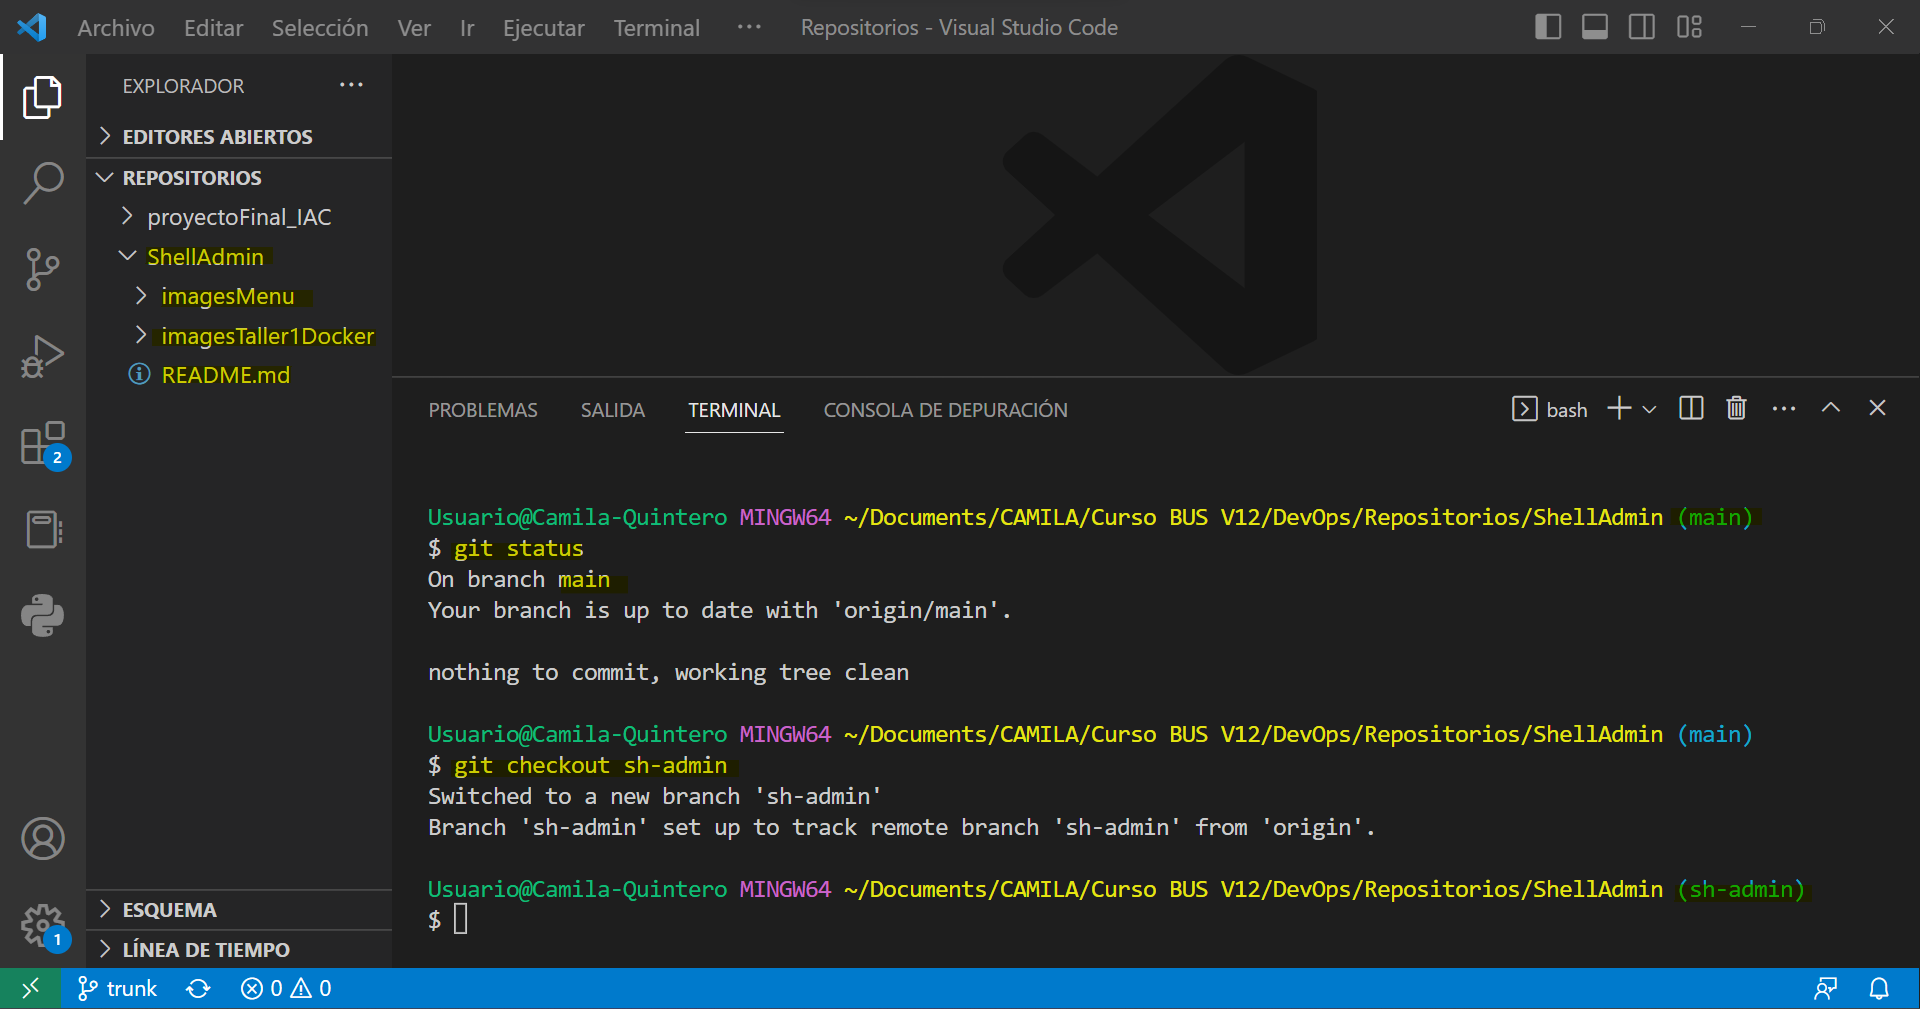 Archivo Editar Selección Ver Ir Ejecutar Terminal ··· Repositorios - Visual Studio Code
EXPLORADOR ···
EDITORES ABIERTOS
REPOSITORIOS
proyectoFinal_IAC
ShellAdmin
imagesMenu
imagesTaller1Docker
README.md
2
ESQUEMA
1
LÍNEA DE TIEMPO
PROBLEMAS SALIDA TERMINAL CONSOLA DE DEPURACIÓN bash ···
Usuario@Camila-Quintero MINGW64 ~/Documents/CAMILA/Curso BUS V12/DevOps/Repositorios/ShellAdmin (main)
$ git status
On branch main
Your branch is up to date with 'origin/main'.
nothing to commit, working tree clean
Usuario@Camila-Quintero MINGW64 ~/Documents/CAMILA/Curso BUS V12/DevOps/Repositorios/ShellAdmin (main)
$ git checkout sh-admin
Switched to a new branch 'sh-admin'
Branch 'sh-admin' set up to track remote branch 'sh-admin' from 'origin'.
Usuario@Camila-Quintero MINGW64 ~/Documents/CAMILA/Curso BUS V12/DevOps/Repositorios/ShellAdmin (sh-admin)
$
trunk 0 0